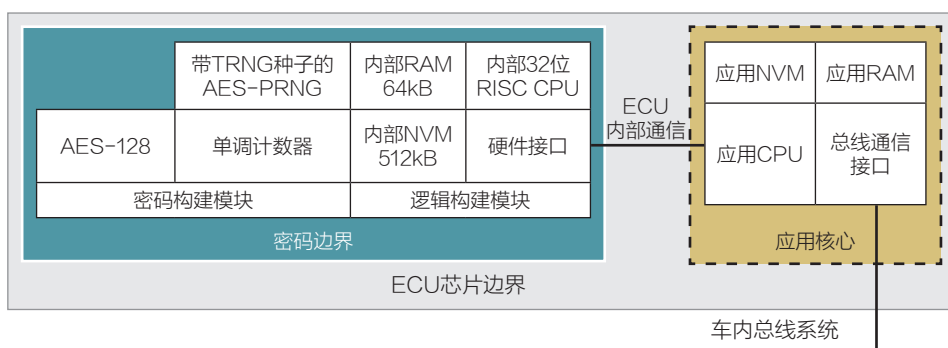 带TRNG种子的
AES-PRNG
内部RAM
64kB
内部32位
RISC CPU
AES-128
单调计数器
内部NVM
512kB
硬件接口
密码构建模块
逻辑构建模块
密码边界
ECU
内部通信
应用NVM
应用RAM
应用CPU
总线通信
接口
应用核心
ECU芯片边界
车内总线系统